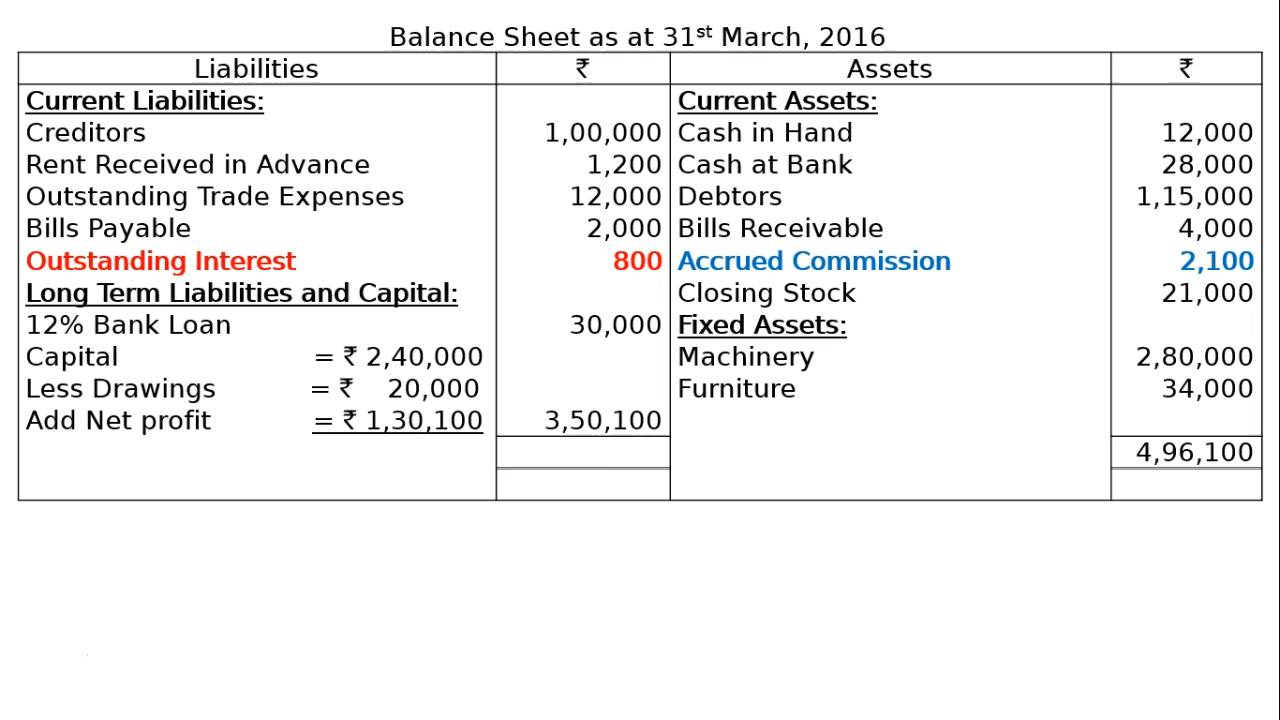 Balance Sheet as at 31st March, 2016
Liabilities ₹ Assets ₹
Current Liabilities: Current Assets:
Creditors 1,00,000 Cash in Hand 12,000
Rent Received in Advance 1,200 Cash at Bank 28,000
Outstanding Trade Expenses 12,000 Debtors 1,15,000
Bills Payable 2,000 Bills Receivable 4,000
Outstanding Interest 800 Accrued Commission 2,100
Long Term Liabilities and Capital: Closing Stock 21,000
12% Bank Loan 30,000 Fixed Assets:
Capital = ₹ 2,40,000 Machinery 2,80,000
Less Drawings = ₹ 20,000 Furniture 34,000
Add Net profit = ₹ 1,30,100 3,50,100
4,96,100